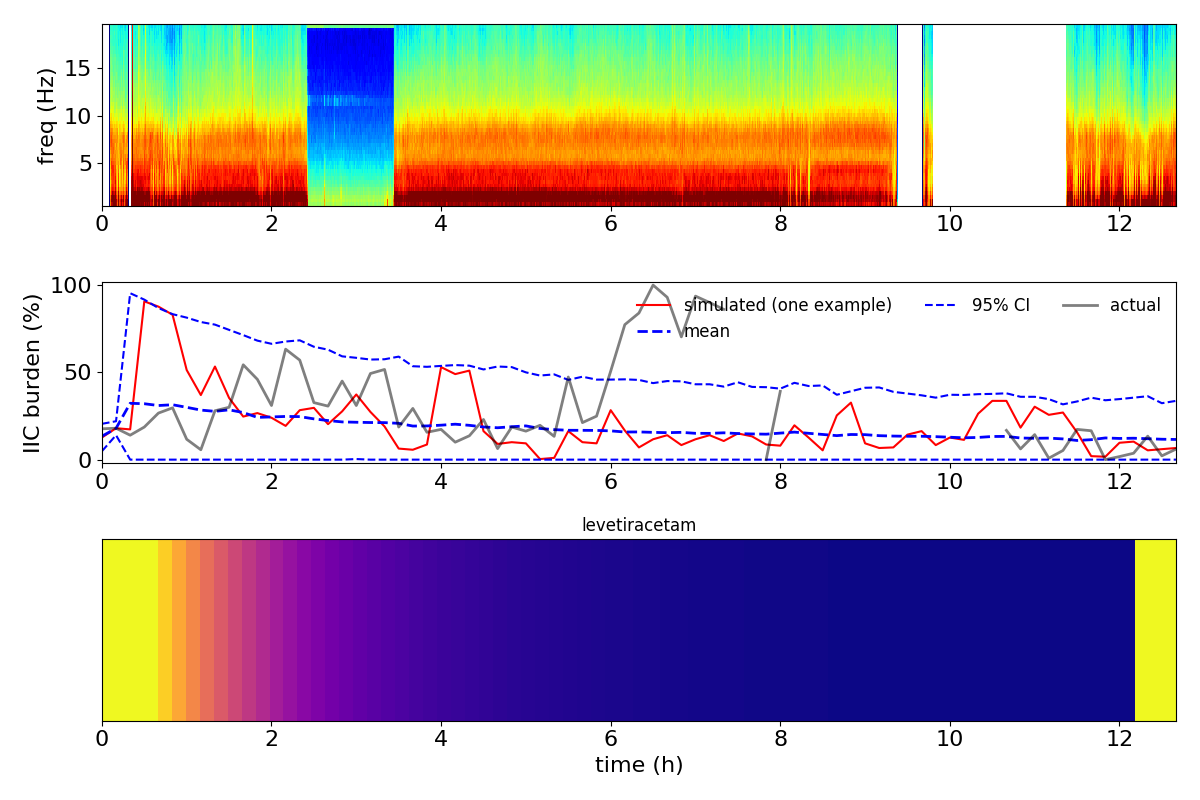 freq (Hz)
15
10
5
0 2 4 6 8 10 12
IIC burden (%)
100
50
0
simulated (one example) 95% CI actual
mean
0 2 4 6 8 10 12
levetiracetam
0 2 4 6 8 10 12
time (h)